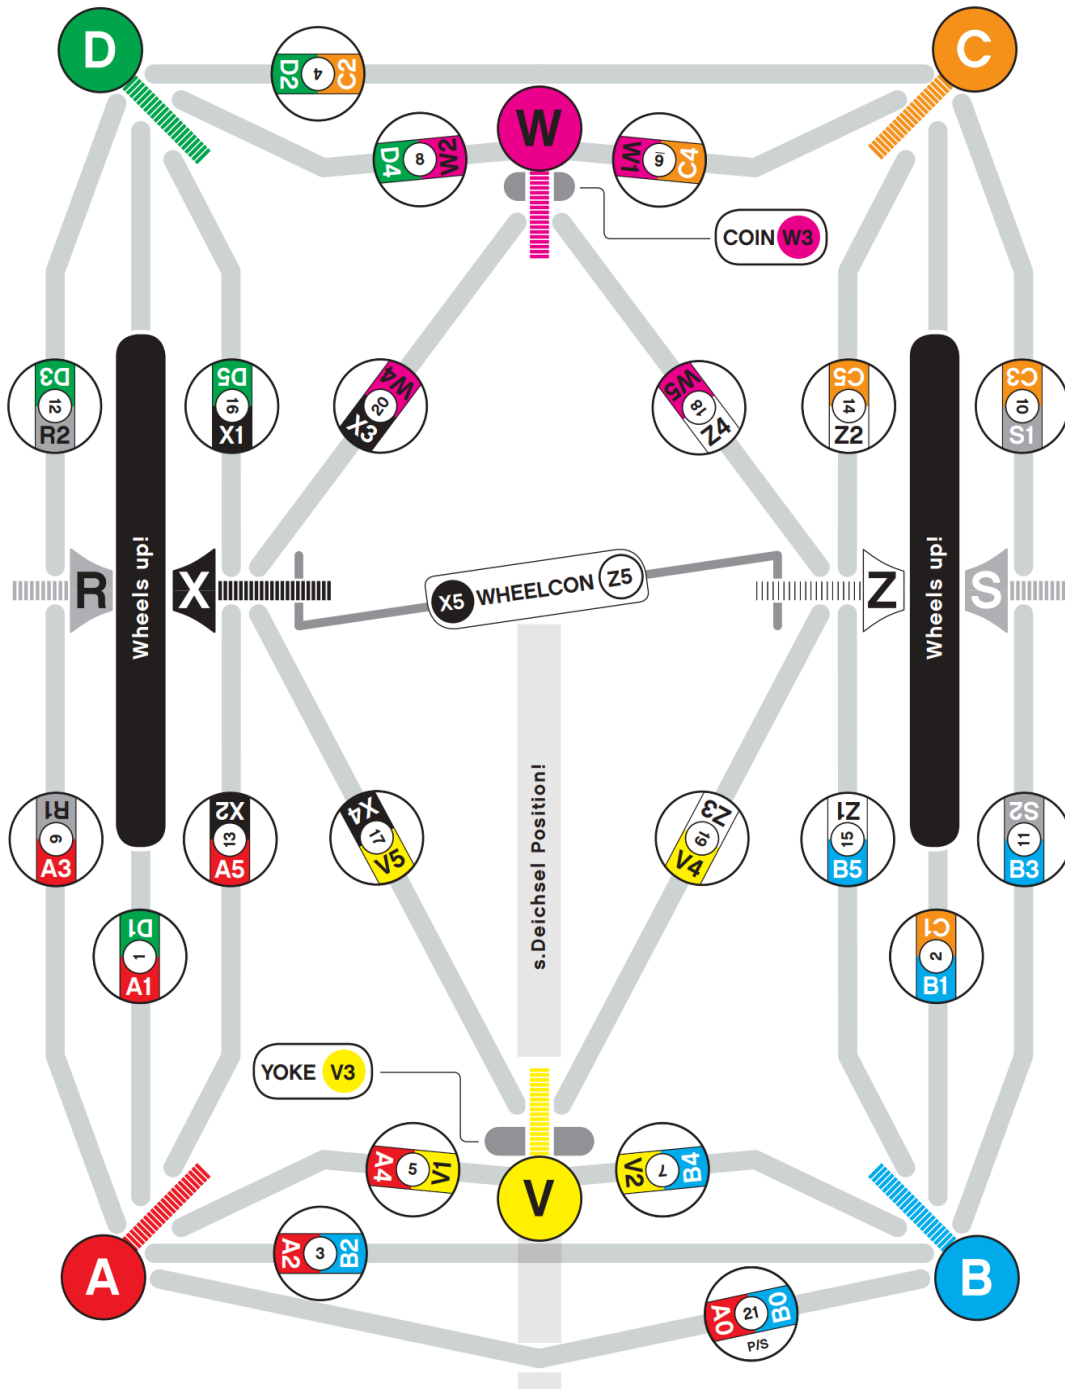 D
C
D2 4 C2
W
D4 8 W2
W1 6 C4
COIN W3
D3 12 R2
D5 16 X1
W4 20 X3
W5 18 Z4
C5 14 Z2
C3 10 S1
Wheels up!
Wheels up!
R
X
X5 WHEELCON Z5
Z
S
R1 9 A3
X2 13 A5
X4 17 V5
Z3 19 V4
Z1 15 B5
S2 11 B3
D1 1 A1
C1 2 B1
s.Deichsel Position!
YOKE V3
A4 5 V1
V2 7 B4
V
A2 3 B2
A
B
A0 21 B0
P/S